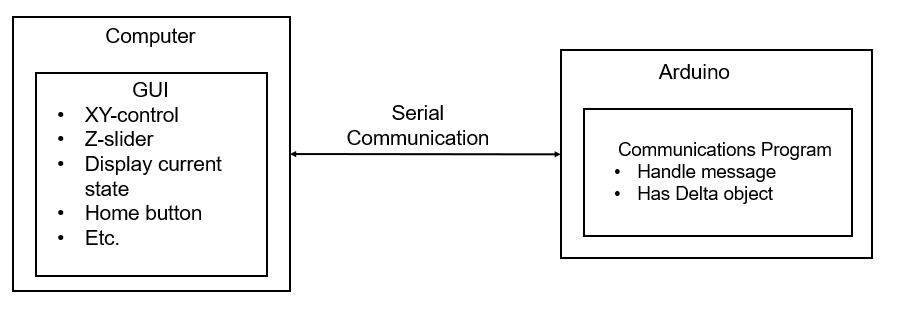 Computer
GUI
• XY-control
• Z-slider
• Display current
state
• Home button
• Etc.
Serial
Communication
Arduino
Communications Program
• Handle message
• Has Delta object